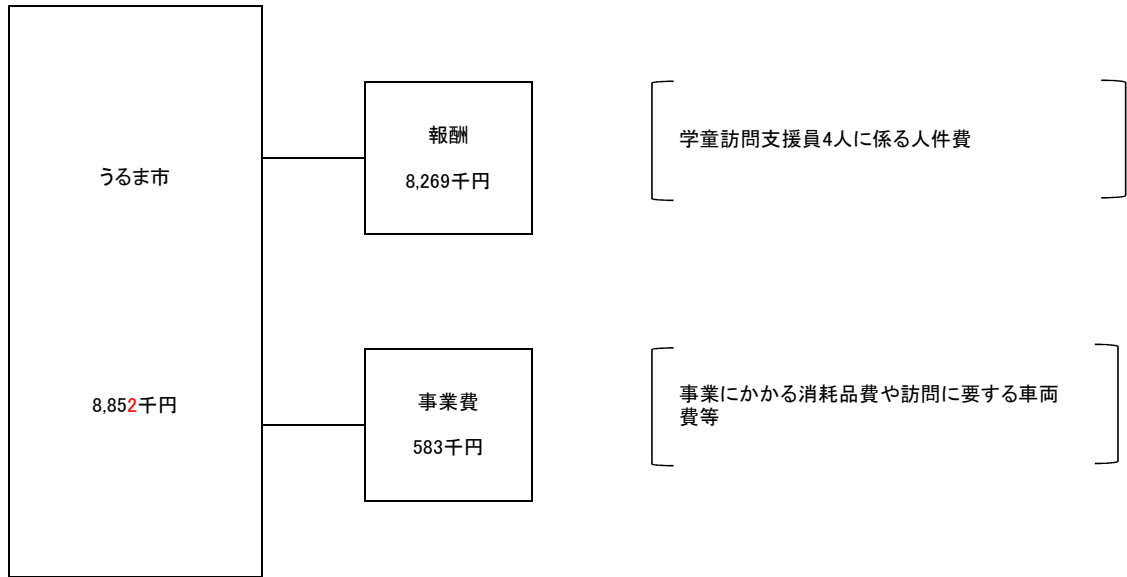 うるま市
8,852千円
報酬
8,269千円
学童訪問支援員4人に係る人件費
事業費
583千円
事業にかかる消耗品費や訪問に要する車両
費等